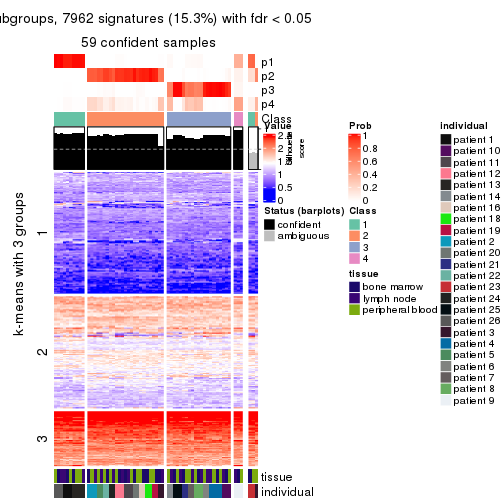 ubgroups, 7962 signatures (15.3%) with fdr < 0.05
59 confident samples
p1
p2
p3
p4
Class
k-means with 3 groups
1
2
3
tissue
individual
Value
2.5
2
1.5
1
0.5
0
Silhouette
score
Status (barplots)
confident
ambiguous
Prob
1
0.8
0.6
0.4
0.2
0
Class
1
2
3
4
tissue
bone marrow
lymph node
peripheral blood
individual
patient 1
patient 10
patient 11
patient 12
patient 13
patient 14
patient 16
patient 18
patient 19
patient 2
patient 20
patient 21
patient 22
patient 23
patient 24
patient 25
patient 26
patient 3
patient 4
patient 5
patient 6
patient 7
patient 8
patient 9